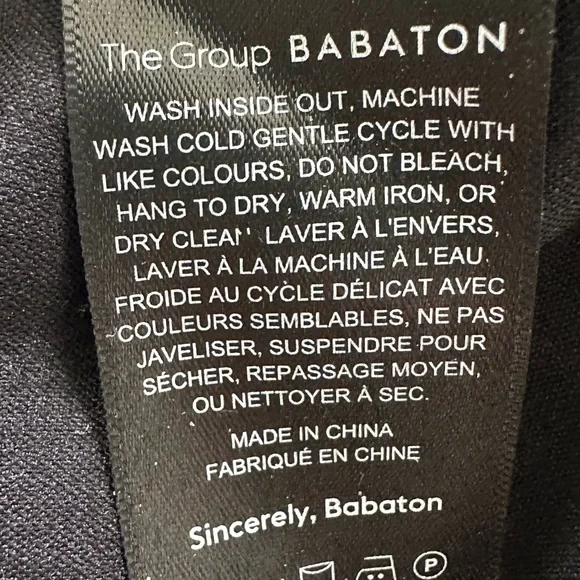 The Group BABATON
WASH INSIDE OUT, MACHINE
WASH COLD GENTLE CYCLE WITH
LIKE COLOURS, DO NOT BLEACH,
HANG TO DRY, WARM IRON, OR
DRY CLEAN LAVER À L'ENVERS,
LAVER À LA MACHINE À L'EAU
FROIDE AU CYCLE DÉLICAT AVEC
COULEURS SEMBLABLES, NE PAS
JAVELISER, SUSPENDRE POUR
SÉCHER, REPASSAGE MOYEN,
OU NETTOYER À SEC.
MADE IN CHINA
FABRIQUÉ EN CHINE
Sincerely, Babaton
P